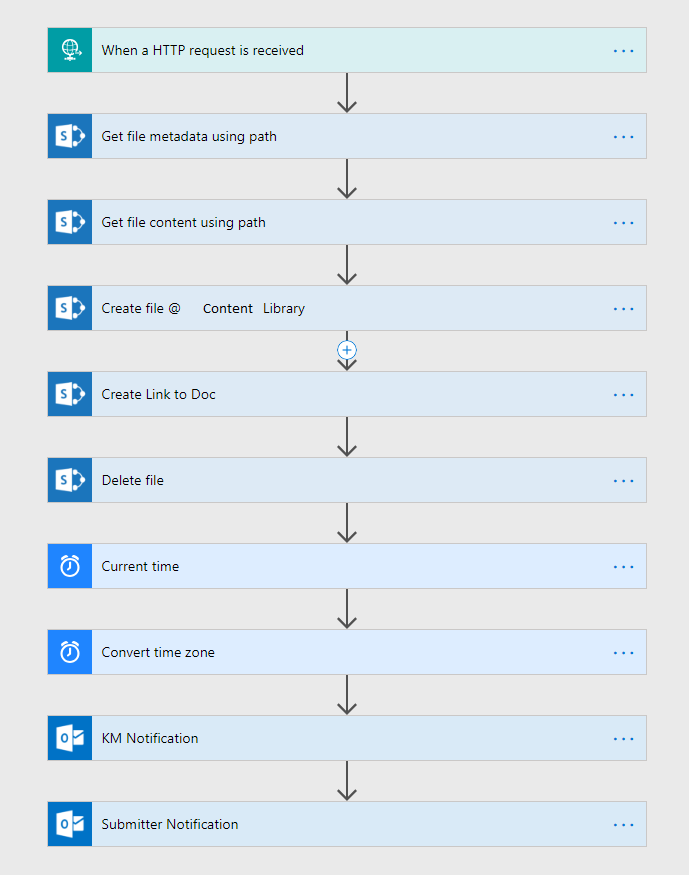 When a HTTP request is received
Get file metadata using path
Get file content using path
Create file @ Content Library
Create Link to Doc
Delete file
Current time
Convert time zone
KM Notification
Submitter Notification